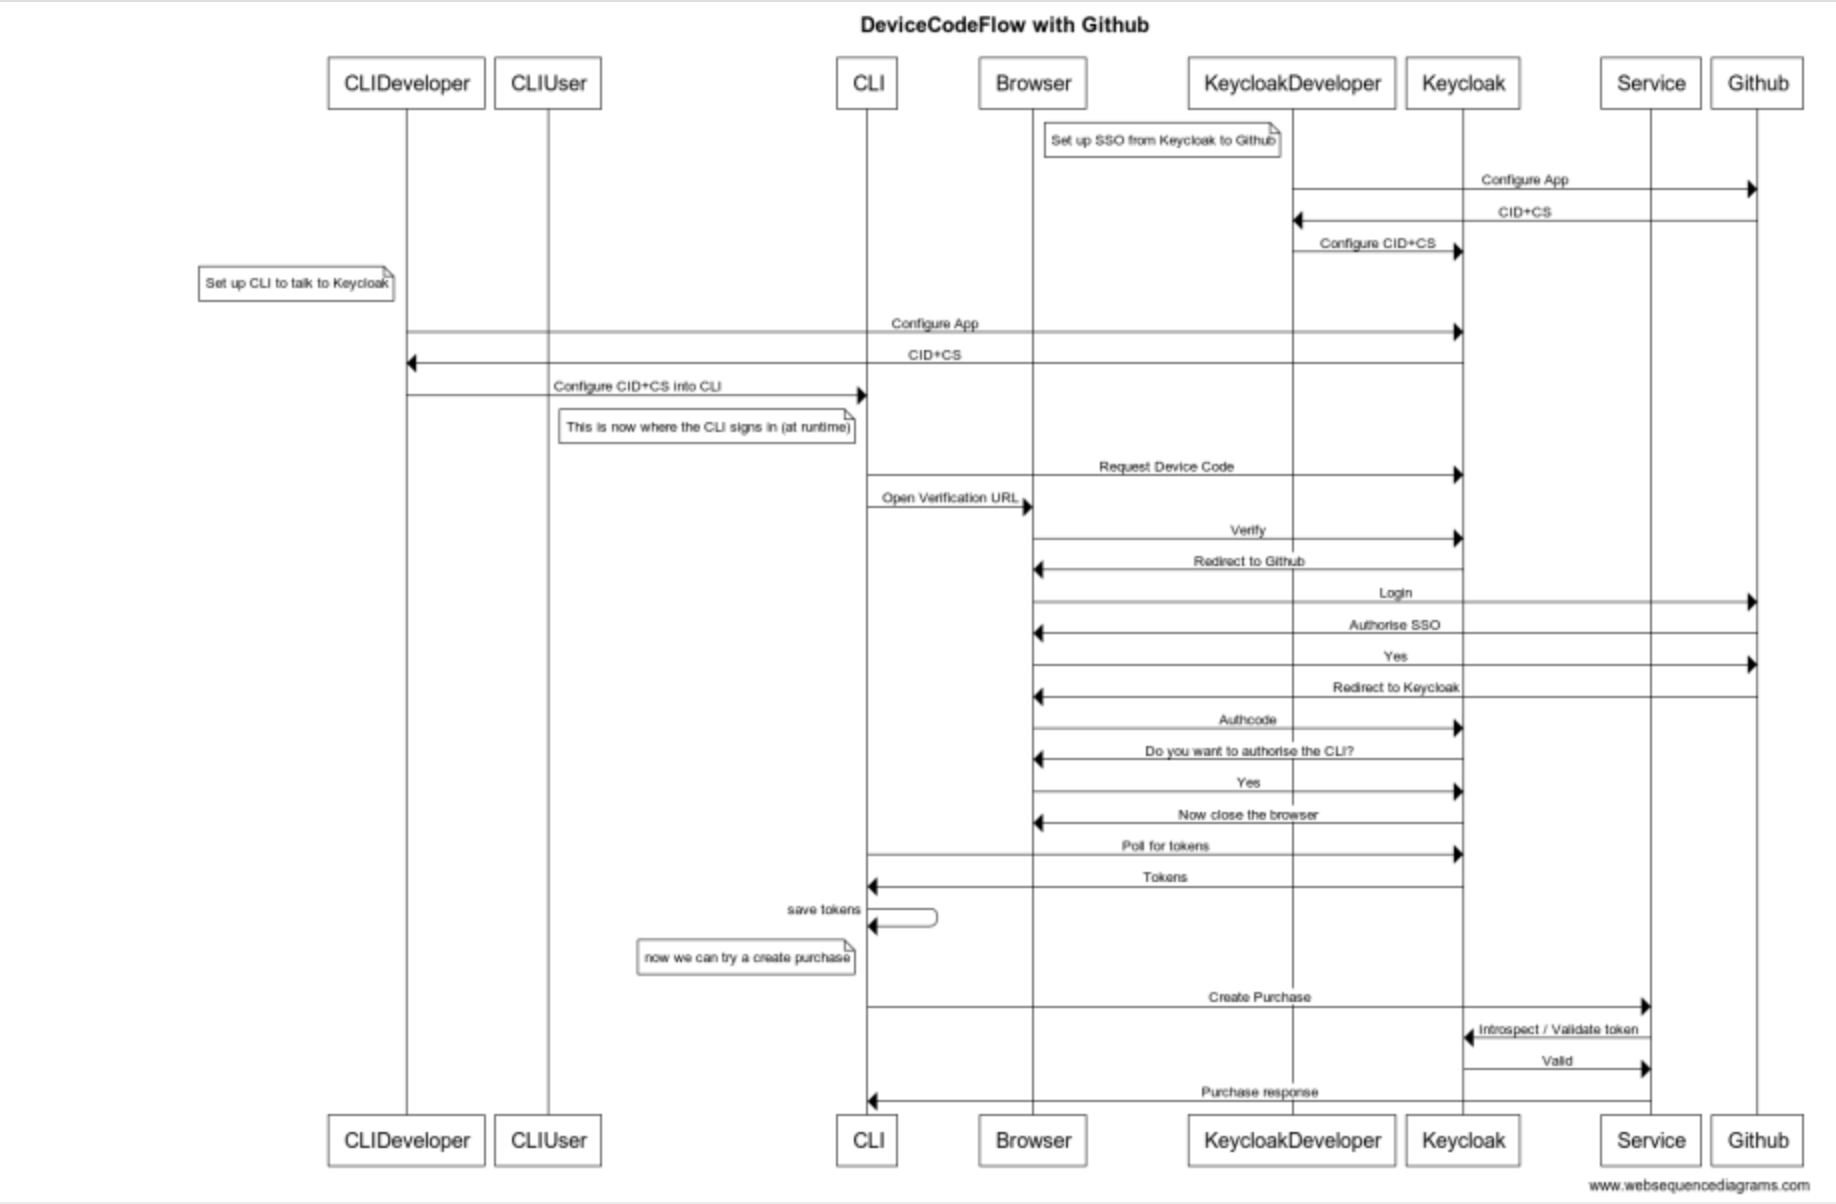 DeviceCodeFlow with Github
CLIDeveloper
CLIUser
CLI
Browser
KeycloakDeveloper
Keycloak
Service
Github
Set up SSO from Keycloak to Github
Configure App
CID+CS
Configure CID+CS
Set up CLI to talk to Keycloak
Configure App
CID+CS
Configure CID+CS into CLI
This is now where the CLI signs in (at runtime)
Request Device Code
Open Verification URL
Verify
Redirect to Github
Login
Authorise SSO
Yes
Redirect to Keycloak
Authcode
Do you want to authorise the CLI?
Yes
Now close the browser
Poll for tokens
Tokens
save tokens
now we can try a create purchase
Create Purchase
Introspect / Validate token
Valid
Purchase response
CLIDeveloper
CLIUser
CLI
Browser
KeycloakDeveloper
Keycloak
Service
Github
www.websequencediagrams.com